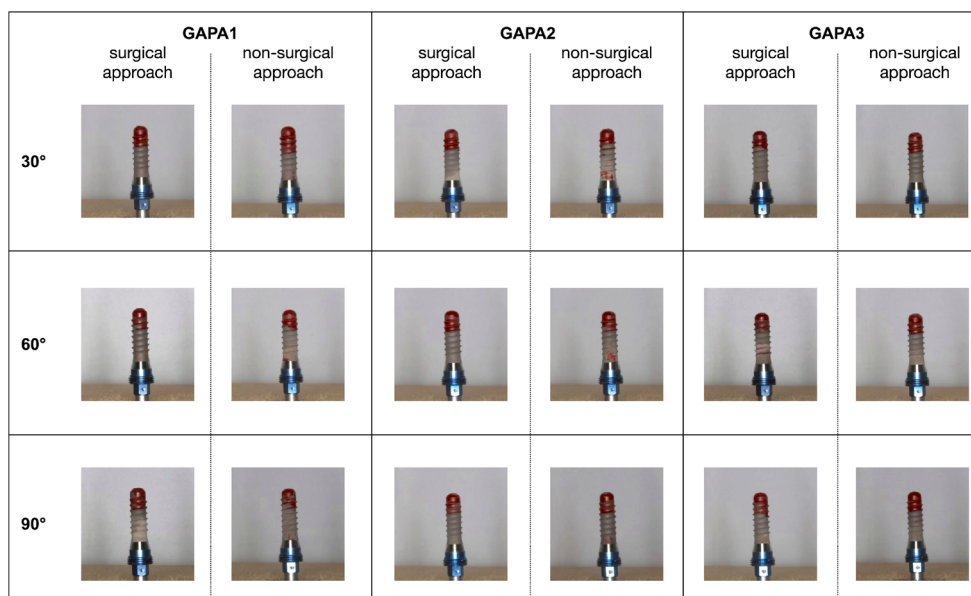 GAPA1 GAPA2 GAPA3
surgical approach non-surgical approach surgical approach non-surgical approach surgical approach non-surgical approach
30°
60°
90°